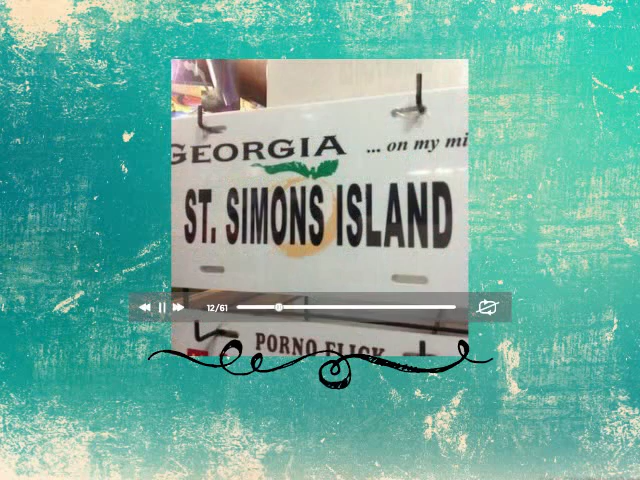 GEORGIA ... on my mi
ST. SIMONS ISLAND
12/61
PORNO FLICK